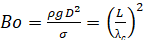 Bo = ρgD²/σ = (L/λc)²